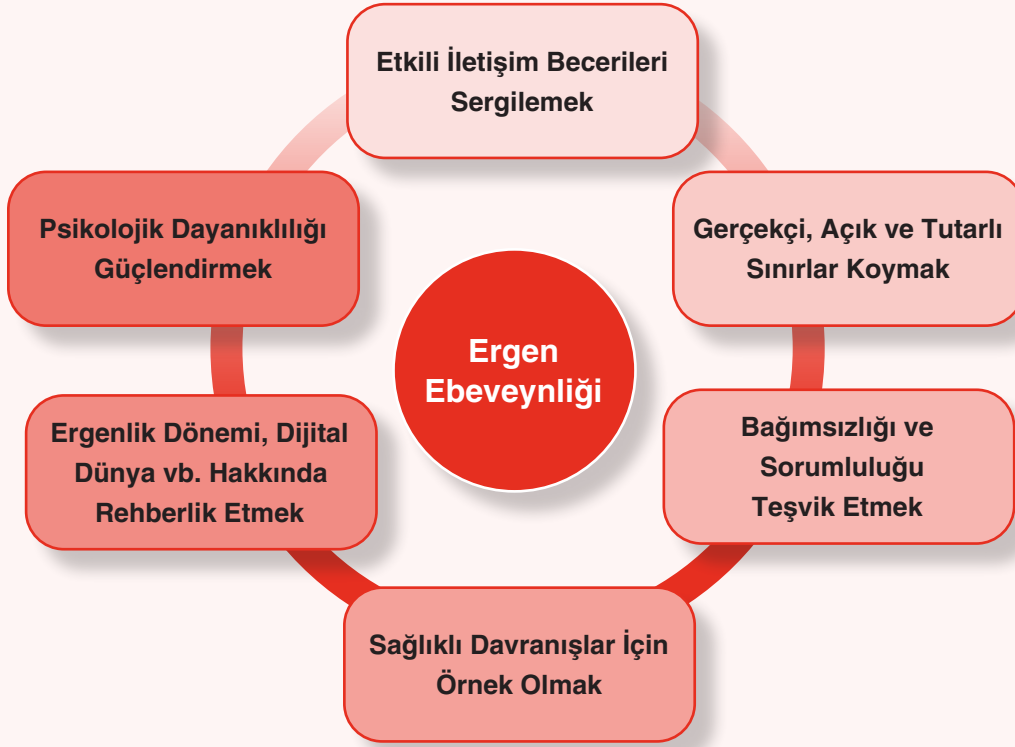 Etkili İletişim Becerileri
Sergilemek
Gerçekçi, Açık ve Tutarlı
Sınırlar Koymak
Bağımsızlığı ve
Sorumluluğu
Teşvik Etmek
Sağlıklı Davranışlar İçin
Örnek Olmak
Ergenlik Dönemi, Dijital
Dünya vb. Hakkında
Rehberlik Etmek
Psikolojik Dayanıklılığı
Güçlendirmek
Ergen
Ebeveynliği